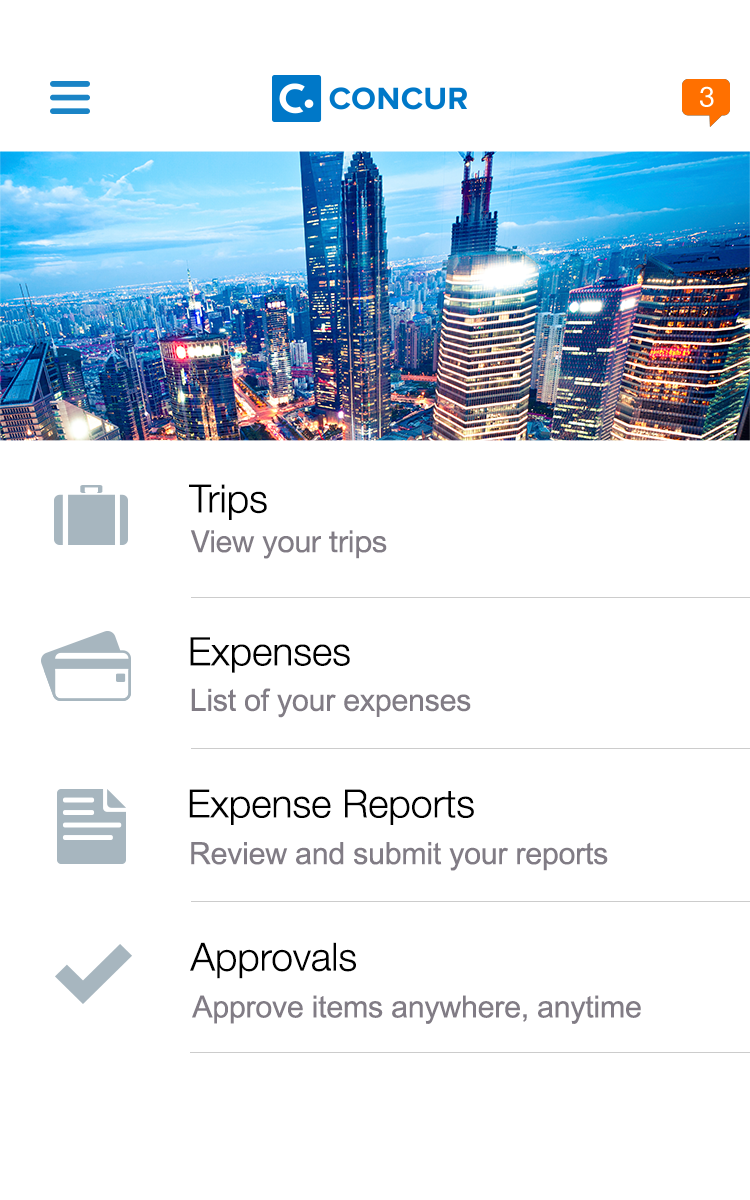 CONCUR
3
Trips
View your trips
Expenses
List of your expenses
Expense Reports
Review and submit your reports
Approvals
Approve items anywhere, anytime